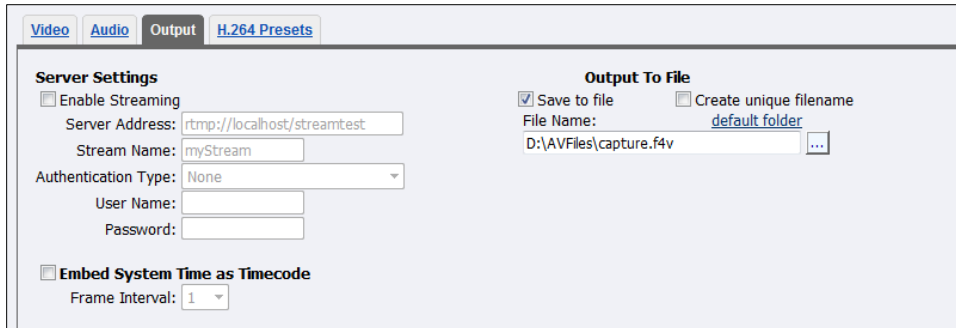 Video Audio Output H.264 Presets
Server Settings
Enable Streaming
Server Address: rtmp://localhost/streamtest
Stream Name: myStream
Authentication Type: None
User Name:
Password:
Embed System Time as Timecode
Frame Interval: 1
Output To File
Save to file Create unique filename
File Name: default folder
D:\AVFiles\capture.f4v ...